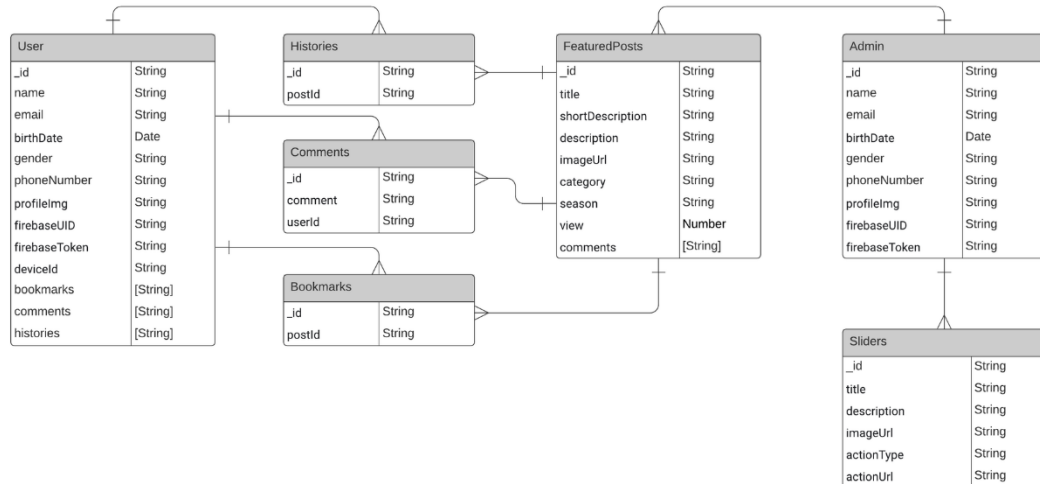 User
_id String
name String
email String
birthDate Date
gender String
phoneNumber String
profileImg String
firebaseUID String
firebaseToken String
deviceId String
bookmarks [String]
comments [String]
histories [String]
Histories
_id String
postId String
Comments
_id String
comment String
userId String
Bookmarks
_id String
postId String
FeaturedPosts
_id String
title String
shortDescription String
description String
imageUrl String
category String
season String
view Number
comments [String]
Admin
_id String
name String
email String
birthDate Date
gender String
phoneNumber String
profileImg String
firebaseUID String
firebaseToken String
Sliders
_id String
title String
description String
imageUrl String
actionType String
actionUrl String